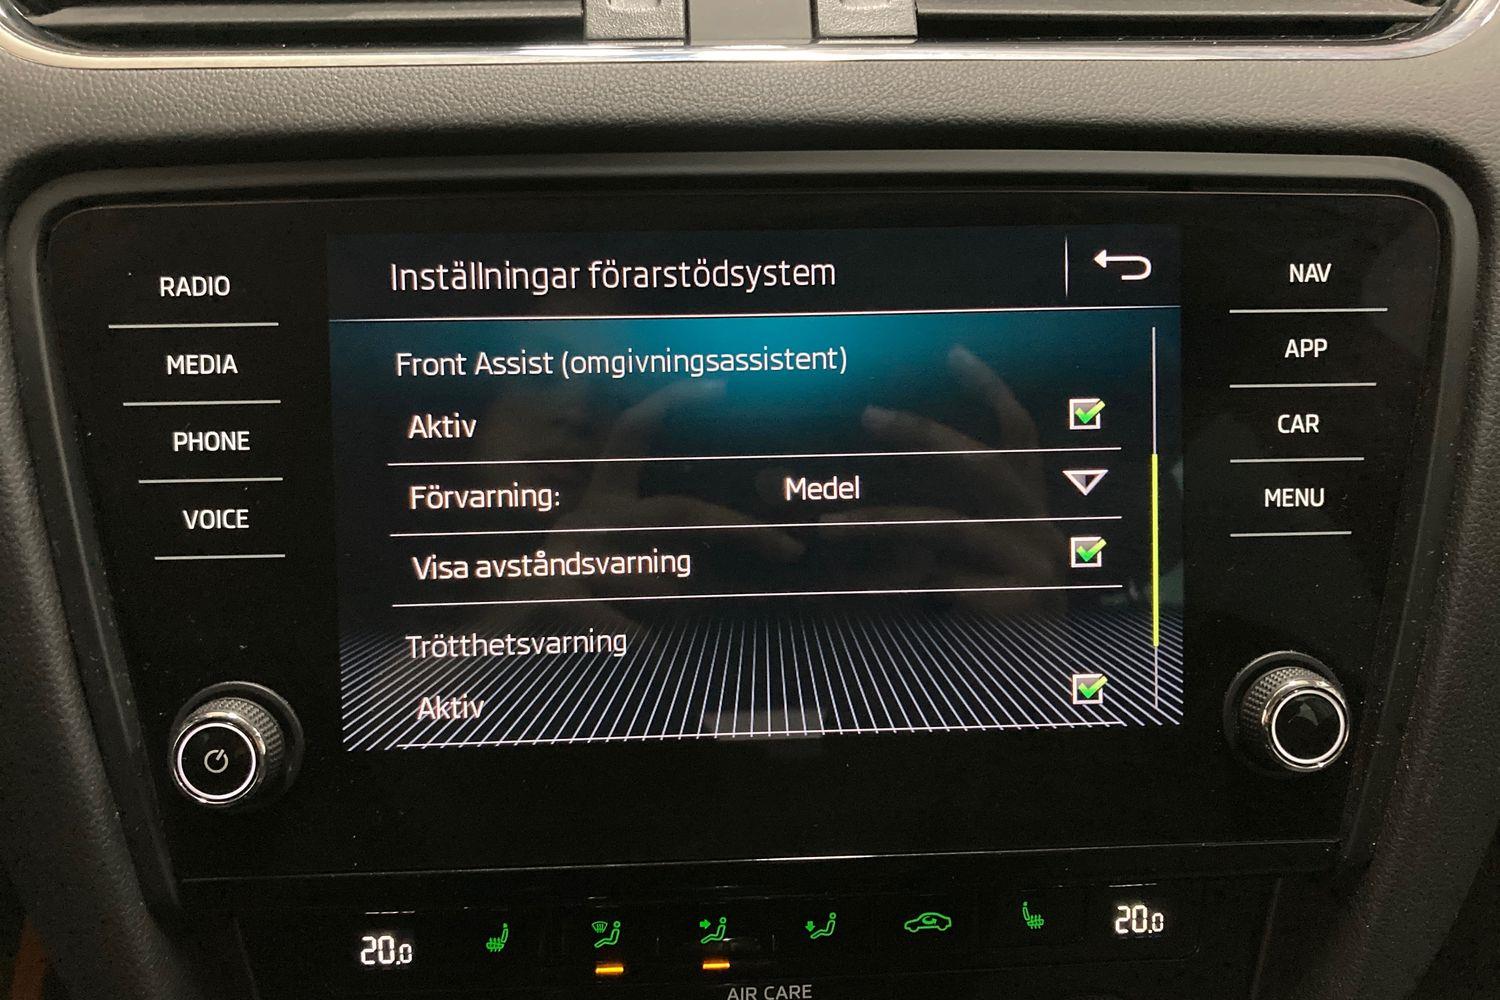 RADIO
MEDIA
PHONE
VOICE
Inställningar förarstödsystem
Front Assist (omgivningsassistent)
Aktiv
Förvarning: Medel
Visa avståndsvarning
Trötthetsvarning
Aktiv
NAV
APP
CAR
MENU
20.0
20.0
AIR CARE